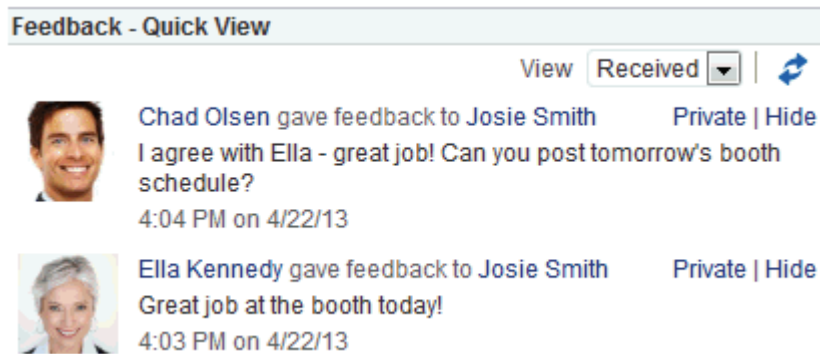 Feedback - Quick View
View Received |
Chad Olsen gave feedback to Josie Smith Private | Hide
I agree with Ella - great job! Can you post tomorrow's booth
schedule?
4:04 PM on 4/22/13
Ella Kennedy gave feedback to Josie Smith Private | Hide
Great job at the booth today!
4:03 PM on 4/22/13